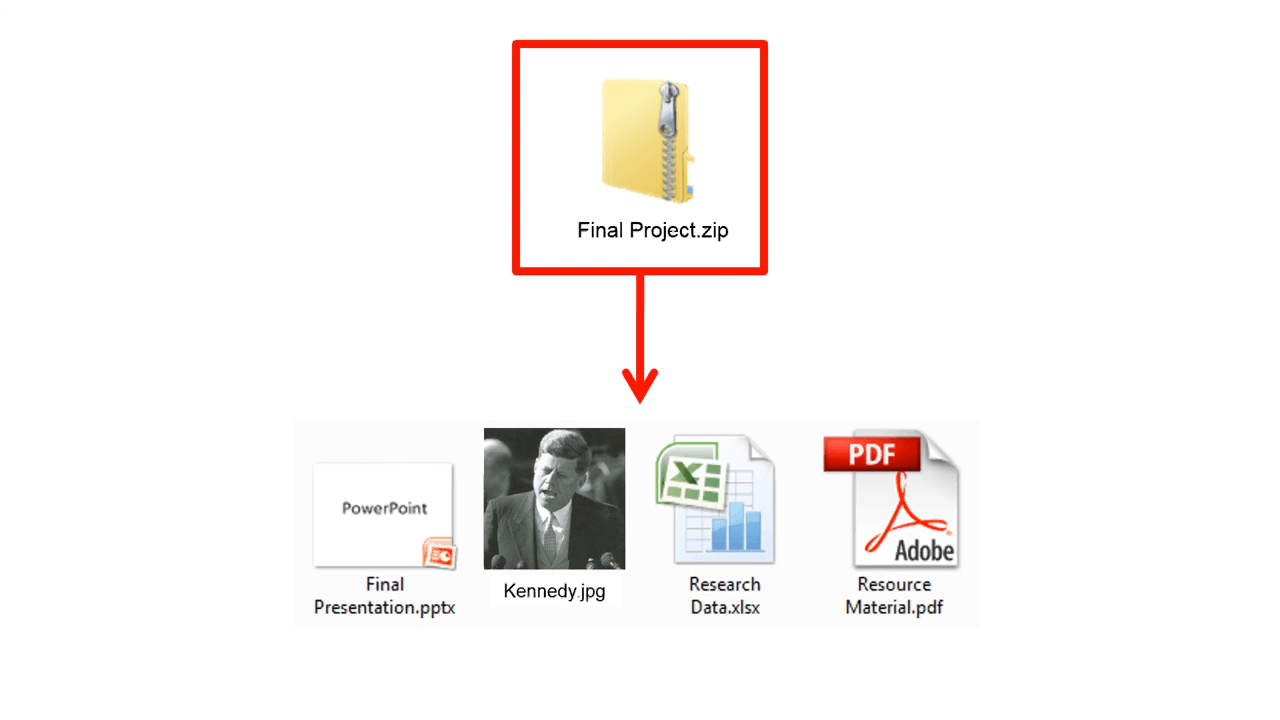 Final Project.zip
PowerPoint
Final
Presentation.pptx
Kennedy.jpg
Research
Data.xlsx
PDF
Adobe
Resource
Material.pdf